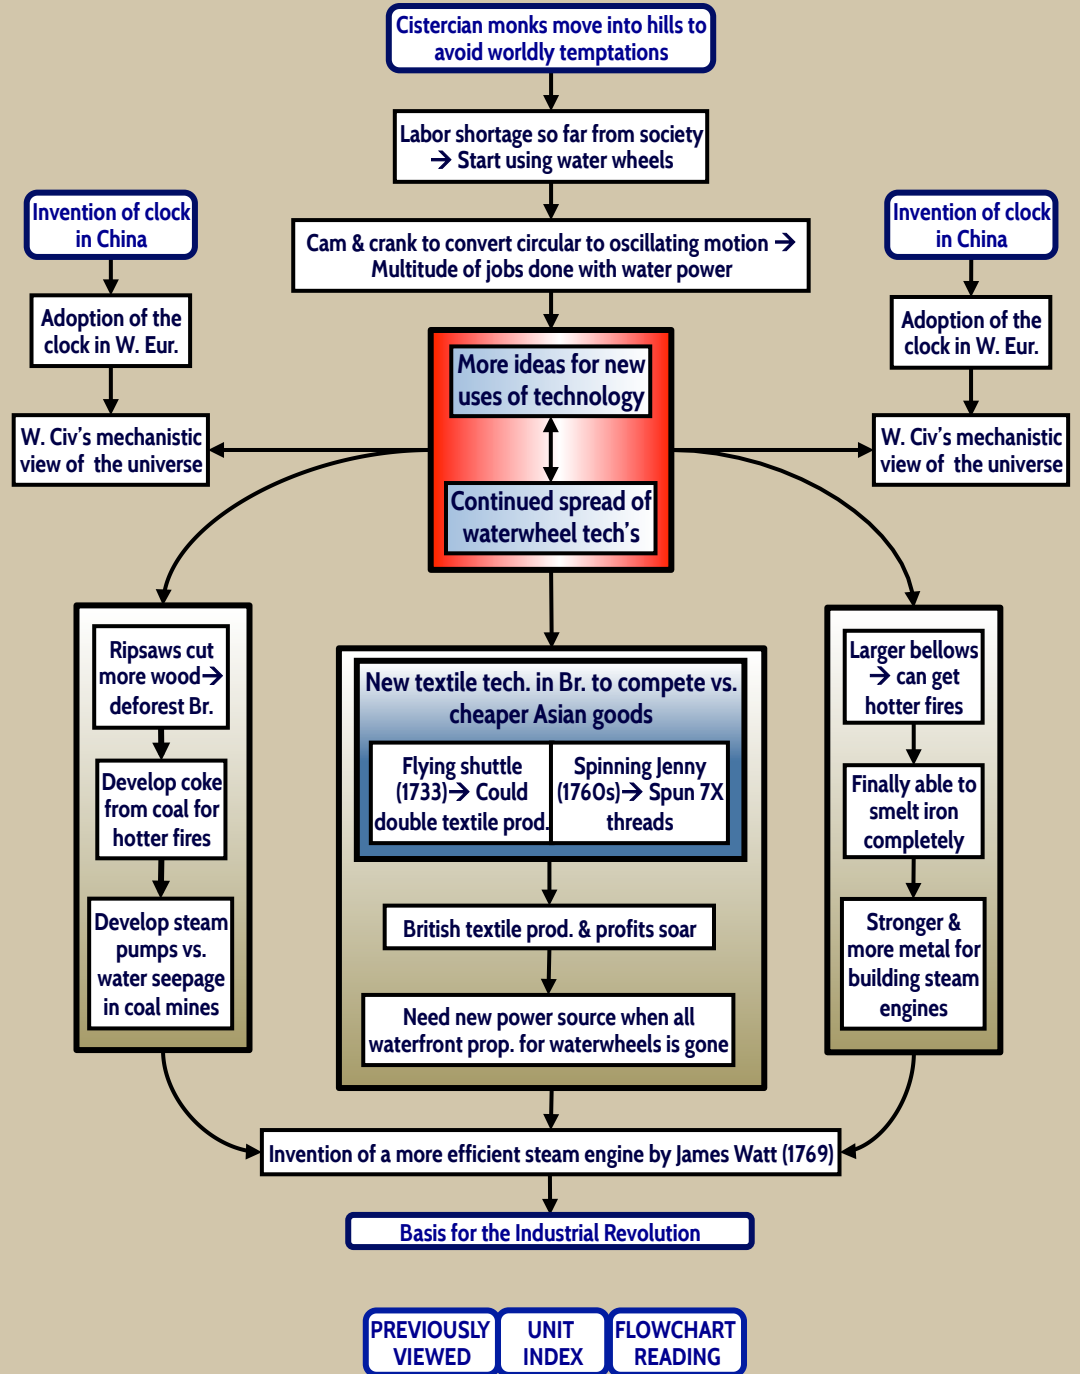 Cistercian monks move into hills to
avoid worldly temptations
Labor shortage so far from society
→ Start using water wheels
Cam & crank to convert circular to oscillating motion →
Multitude of jobs done with water power
Invention of clock
in China
Adoption of the
clock in W. Eur.
W. Civ's mechanistic
view of the universe
More ideas for new
uses of technology
Continued spread of
waterwheel tech's
Invention of clock
in China
Adoption of the
clock in W. Eur.
W. Civ's mechanistic
view of the universe
Ripsaws cut
more wood→
deforest Br.
Develop coke
from coal for
hotter fires
Develop steam
pumps vs.
water seepage
in coal mines
New textile tech. in Br. to compete vs.
cheaper Asian goods
Flying shuttle
(1733)→ Could
double textile prod.
Spinning Jenny
(1760s)→ Spun 7X
threads
British textile prod. & profits soar
Need new power source when all
waterfront prop. for waterwheels is gone
Larger bellows
→ can get
hotter fires
Finally able to
smelt iron
completely
Stronger &
more metal for
building steam
engines
Invention of a more efficient steam engine by James Watt (1769)
Basis for the Industrial Revolution
PREVIOUSLY
VIEWED
UNIT
INDEX
FLOWCHART
READING